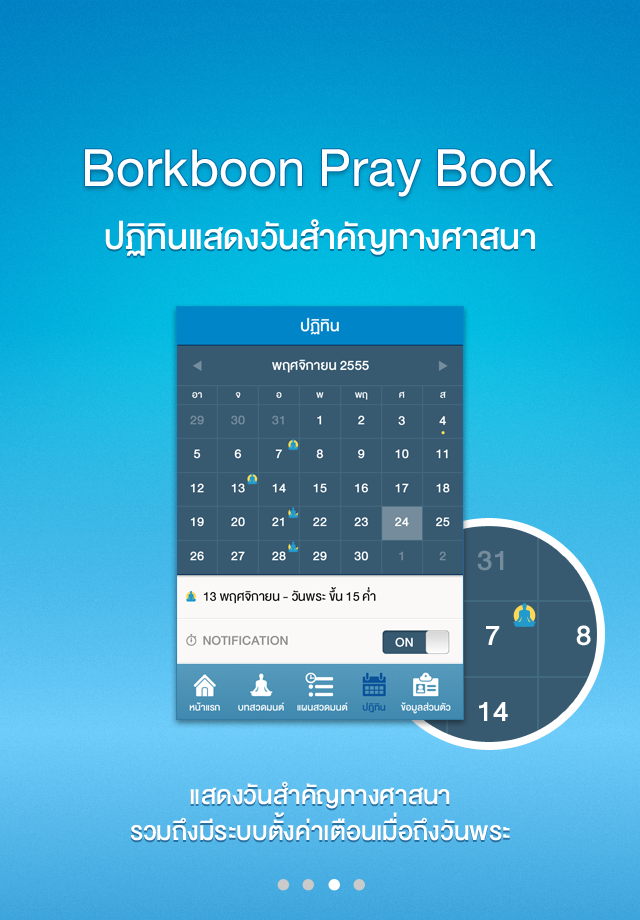 Borkboon Pray Book
ปฏิทินแสดงวันสำคัญทางศาสนา
ปฏิทิน
พฤศจิกายน 2555
อา จ อ พ พฤ ศ ส
29 30 31 1 2 3 4
5 6 7 8 9 10 11
12 13 14 15 16 17 18
19 20 21 22 23 24 25
26 27 28 29 30 1 2
31
7 8
14
13 พฤศจิกายน - วันพระ ขึ้น 15 ค่ำ
NOTIFICATION ON
หน้าแรก บทสวดมนต์ แผนสวดมนต์ ปฏิทิน ข้อมูลส่วนตัว
แสดงวันสำคัญทางศาสนา
รวมถึงมีระบบตั้งค่าเตือนเมื่อถึงวันพระ